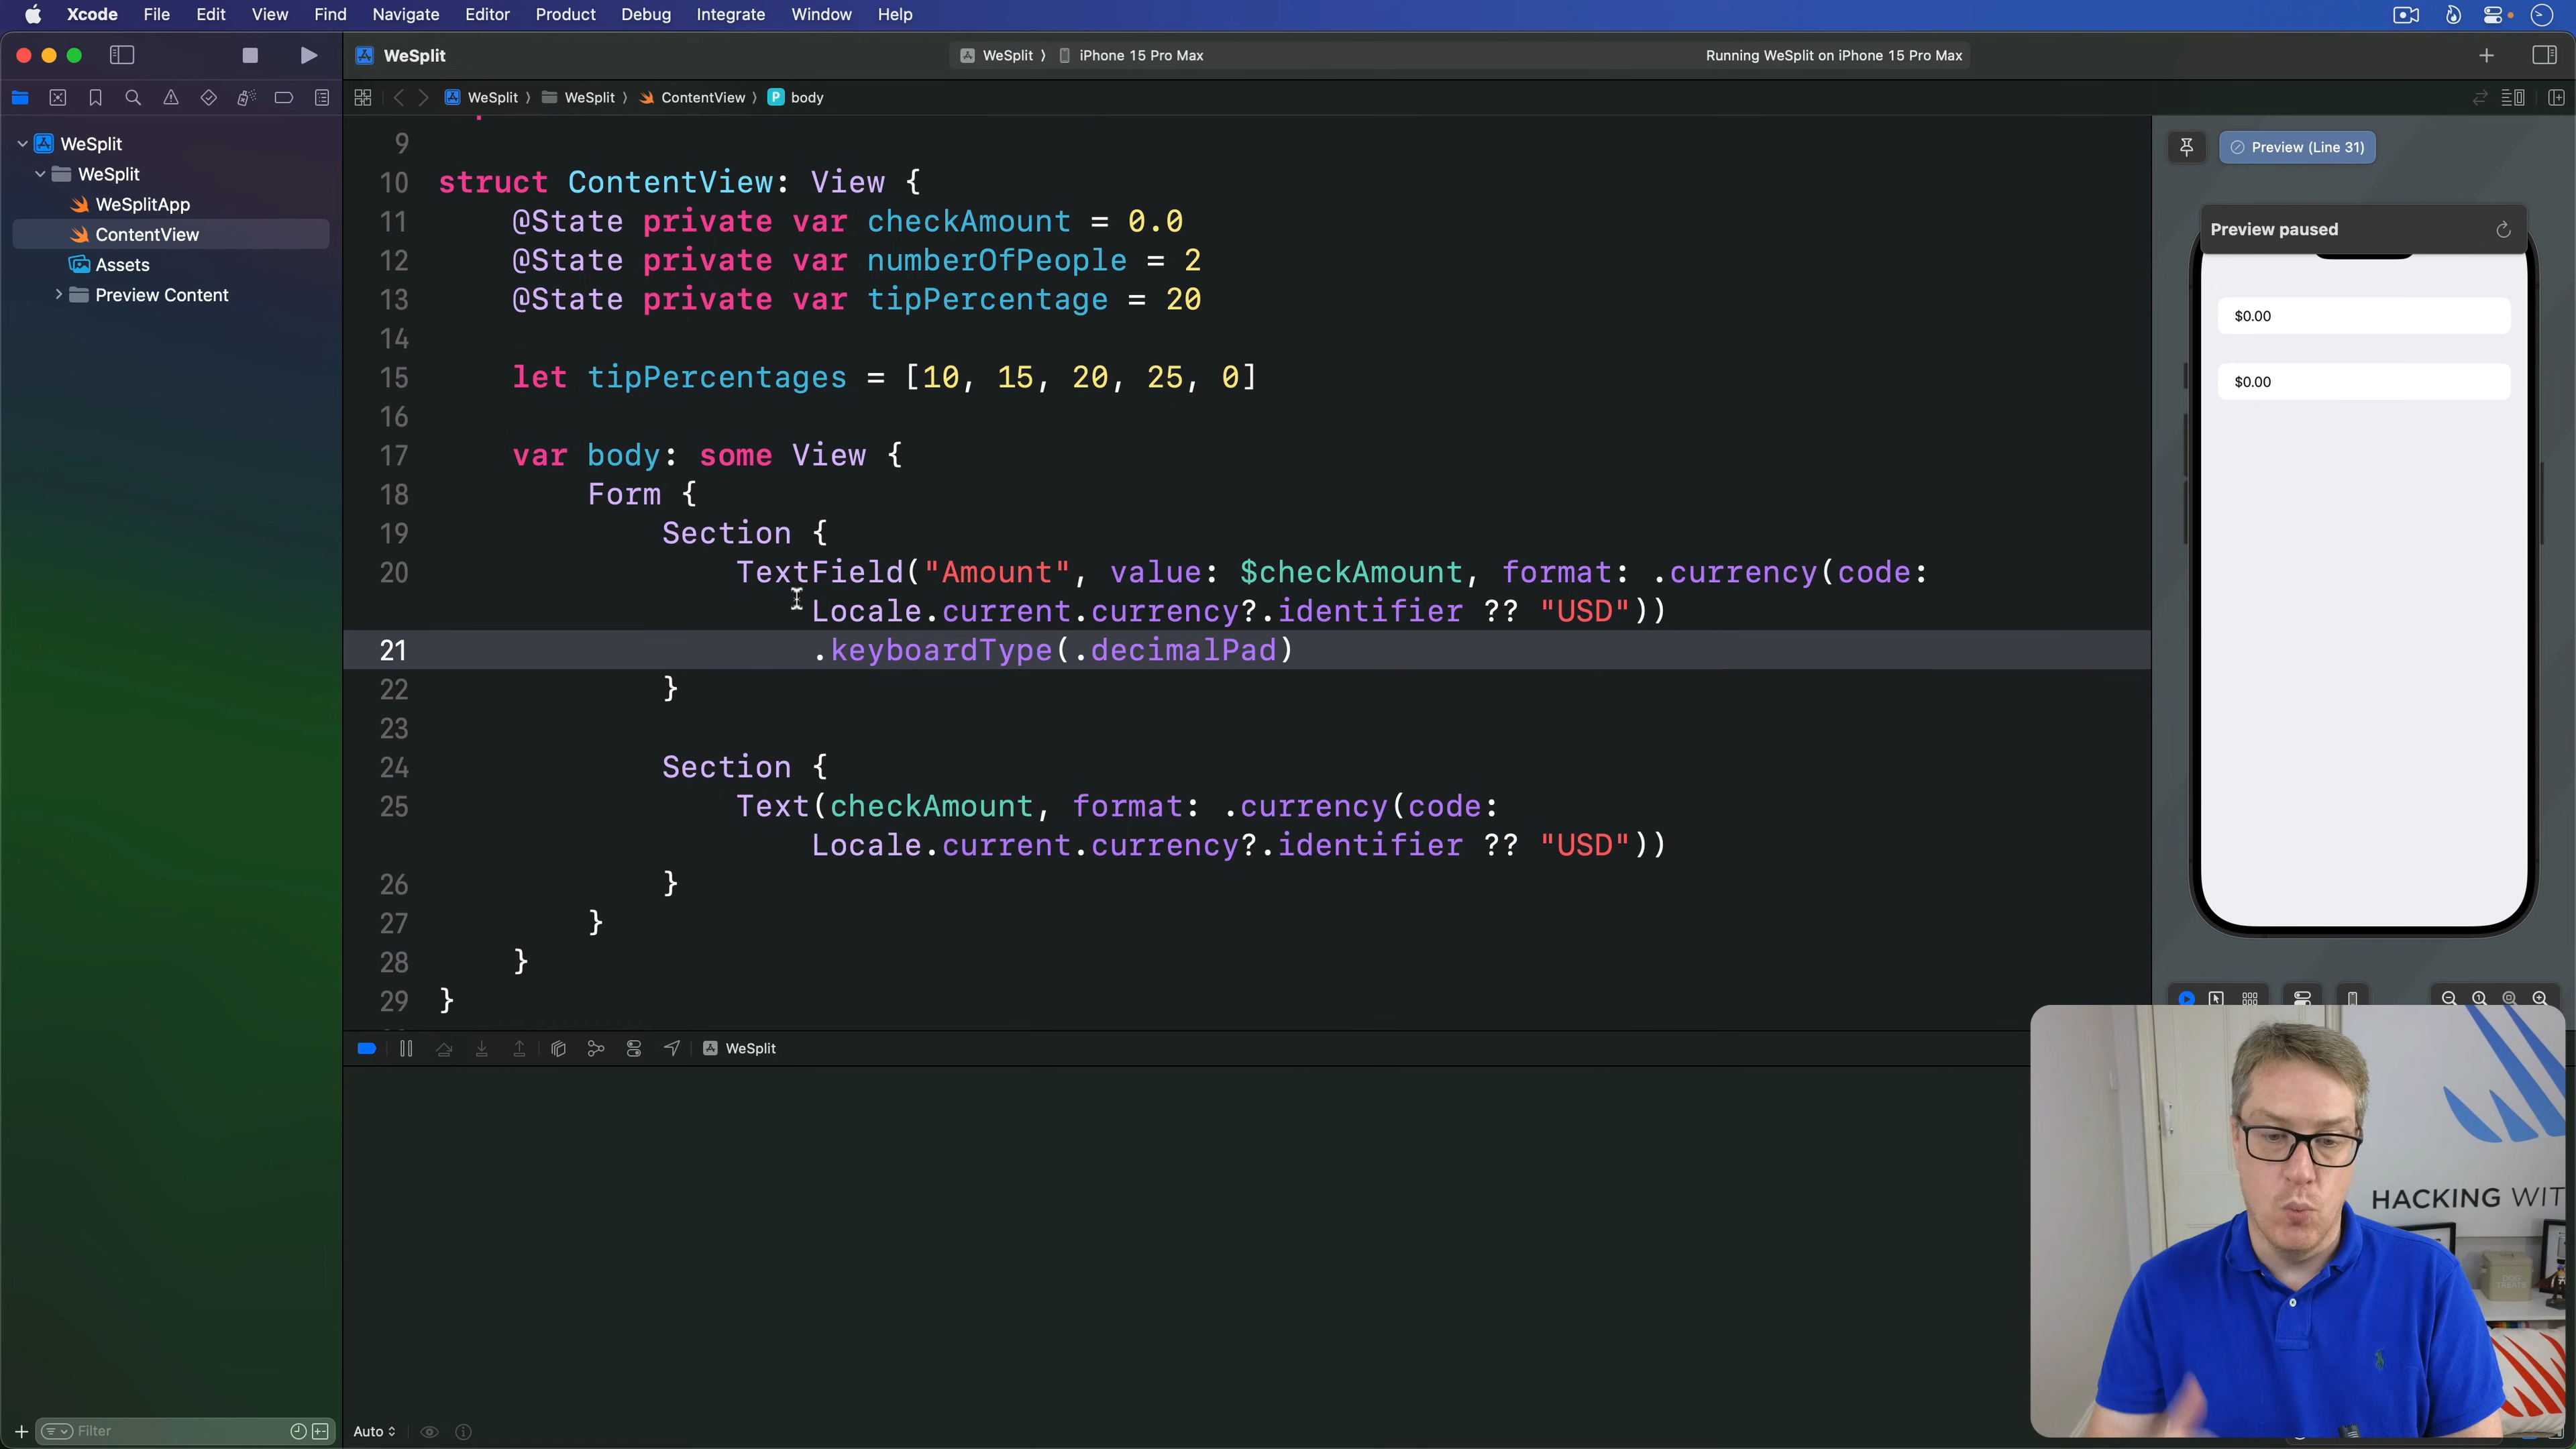 Xcode File Edit View Find Navigate Editor Product Debug Integrate Window Help
WeSplit
WeSplit 〉 iPhone 15 Pro Max
Running WeSplit on iPhone 15 Pro Max
WeSplit 〉 WeSplit 〉 ContentView 〉 P body
WeSplit
WeSplit
WeSplitApp
ContentView
Assets
Preview Content
9
10 struct ContentView: View {
11 @State private var checkAmount = 0.0
12 @State private var numberOfPeople = 2
13 @State private var tipPercentage = 20
14
15 let tipPercentages = [10, 15, 20, 25, 0]
16
17 var body: some View {
18 Form {
19 Section {
20 TextField("Amount", value: $checkAmount, format: .currency(code:
Locale.current.currency?.identifier ?? "USD"))
21 .keyboardType(.decimalPad)
22 }
23
24 Section {
25 Text(checkAmount, format: .currency(code:
Locale.current.currency?.identifier ?? "USD"))
26 }
27 }
28 }
29 }
Preview (Line 31)
Preview paused
$0.00
$0.00
WeSplit
HACKING WIT
Filter
Auto